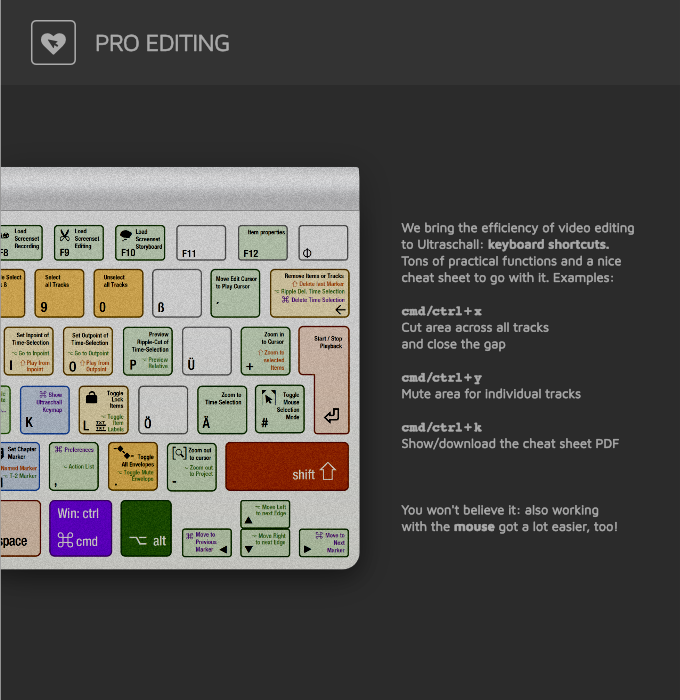 PRO EDITING
We bring the efficiency of video editing
to Ultraschall: keyboard shortcuts.
Tons of practical functions and a nice
cheat sheet to go with it. Examples:
cmd/ctrl+x
Cut area across all tracks
and close the gap
cmd/ctrl+y
Mute area for individual tracks
cmd/ctrl+k
Show/download the cheat sheet PDF
You won't believe it: also working
with the mouse got a lot easier, too!
Load
Screenset
Recording
F8
Load
Screenset
Editing
F9
Load
Screenset
Storyboard
F10
F11
Item properties
F12
Select
Select
all Tracks
9
Unselect
all Tracks
0
ß
Move Edit Cursor
to Play Cursor
Remove Items or Tracks
⇧ Delete last Marker
⌥ Ripple Del. Time Selection
⌘ Delete Time Selection
←
Set Inpoint of
Time-Selection
⌥ Go to Inpoint
⇧ Play from
Inpoint
I
Set Outpoint of
Time-Selection
⌥ Go to Outpoint
⇧ Play from
Outpoint
O
Preview
Ripple-Cut of
Time-Selection
⌥ Preview
Relative
P
Ü
Zoom in
to Cursor
⇧ Zoom to
selected
Items
+
Start / Stop
Playback
⌘ Show
Ultraschall
Keymap
K
Toggle
Lock
Items
⌥ Toggle
Item
Labels
L
TXT.
TXT.
Ö
Zoom to
Time Selection
Ä
Toggle
Mouse
Selection
Mode
#
Set Chapter
Marker
Named Marker
T-2 Marker
⌘ Preferences
⌥ Action List
,
Toggle
All Envelopes
⌥ Toggle Mute
Envelope
.
Zoom out
to cursor
⌥ Zoom out
to Project
-
shift ⇧
space
Win: ctrl
⌘ cmd
⌥ alt
⌘ Move to
Previous
Marker
◀
⌥ Move Left
to next Edge
▲
⌥ Move Right
to next Edge
▼
⌘ Move to
Next
Marker
▶